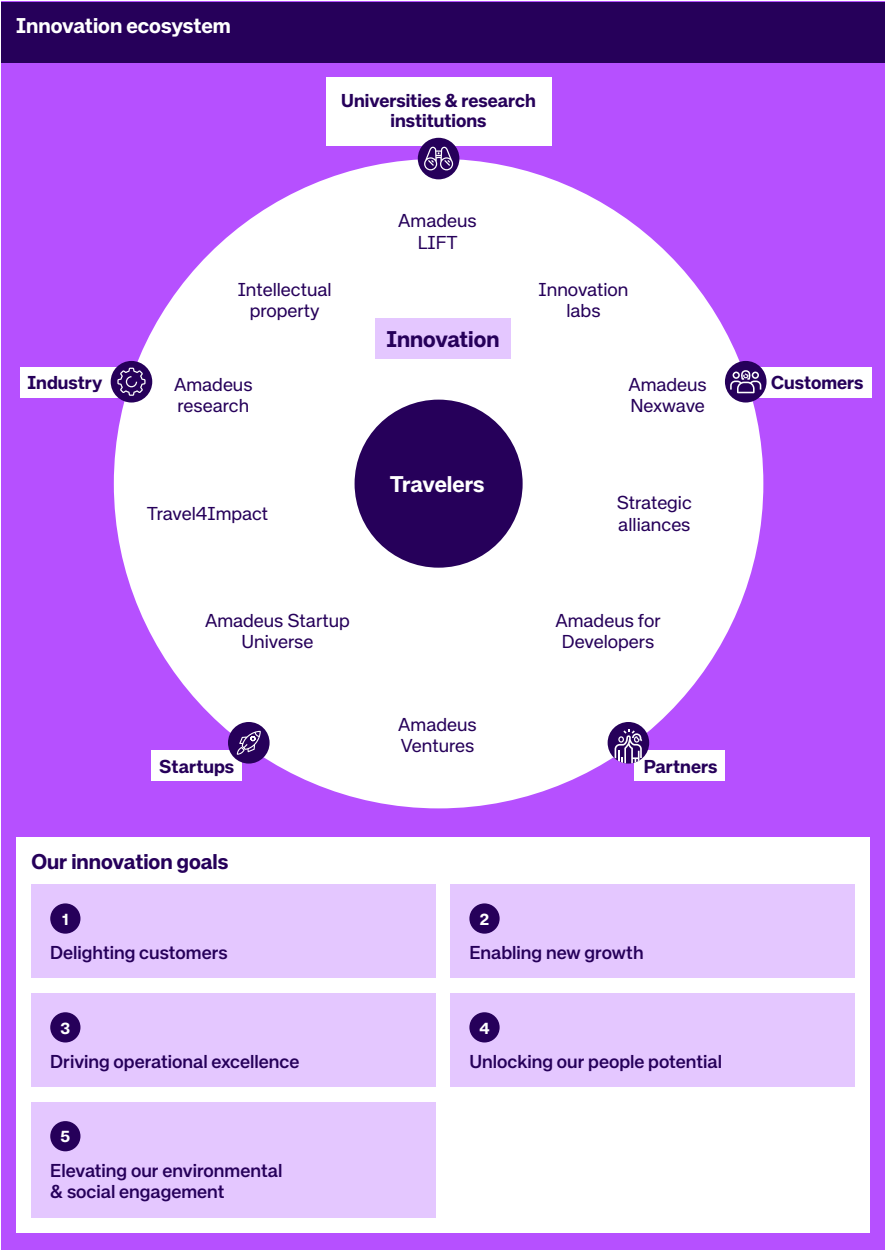 Innovation ecosystem
Universities & research
institutions
Amadeus
LIFT
Intellectual
property
Innovation
labs
Innovation
Industry
Amadeus
research
Amadeus
Nexwave
Customers
Travelers
Travel4Impact
Strategic
alliances
Amadeus Startup
Universe
Amadeus for
Developers
Amadeus
Ventures
Startups
Partners
Our innovation goals
1
Delighting customers
2
Enabling new growth
3
Driving operational excellence
4
Unlocking our people potential
5
Elevating our environmental
& social engagement